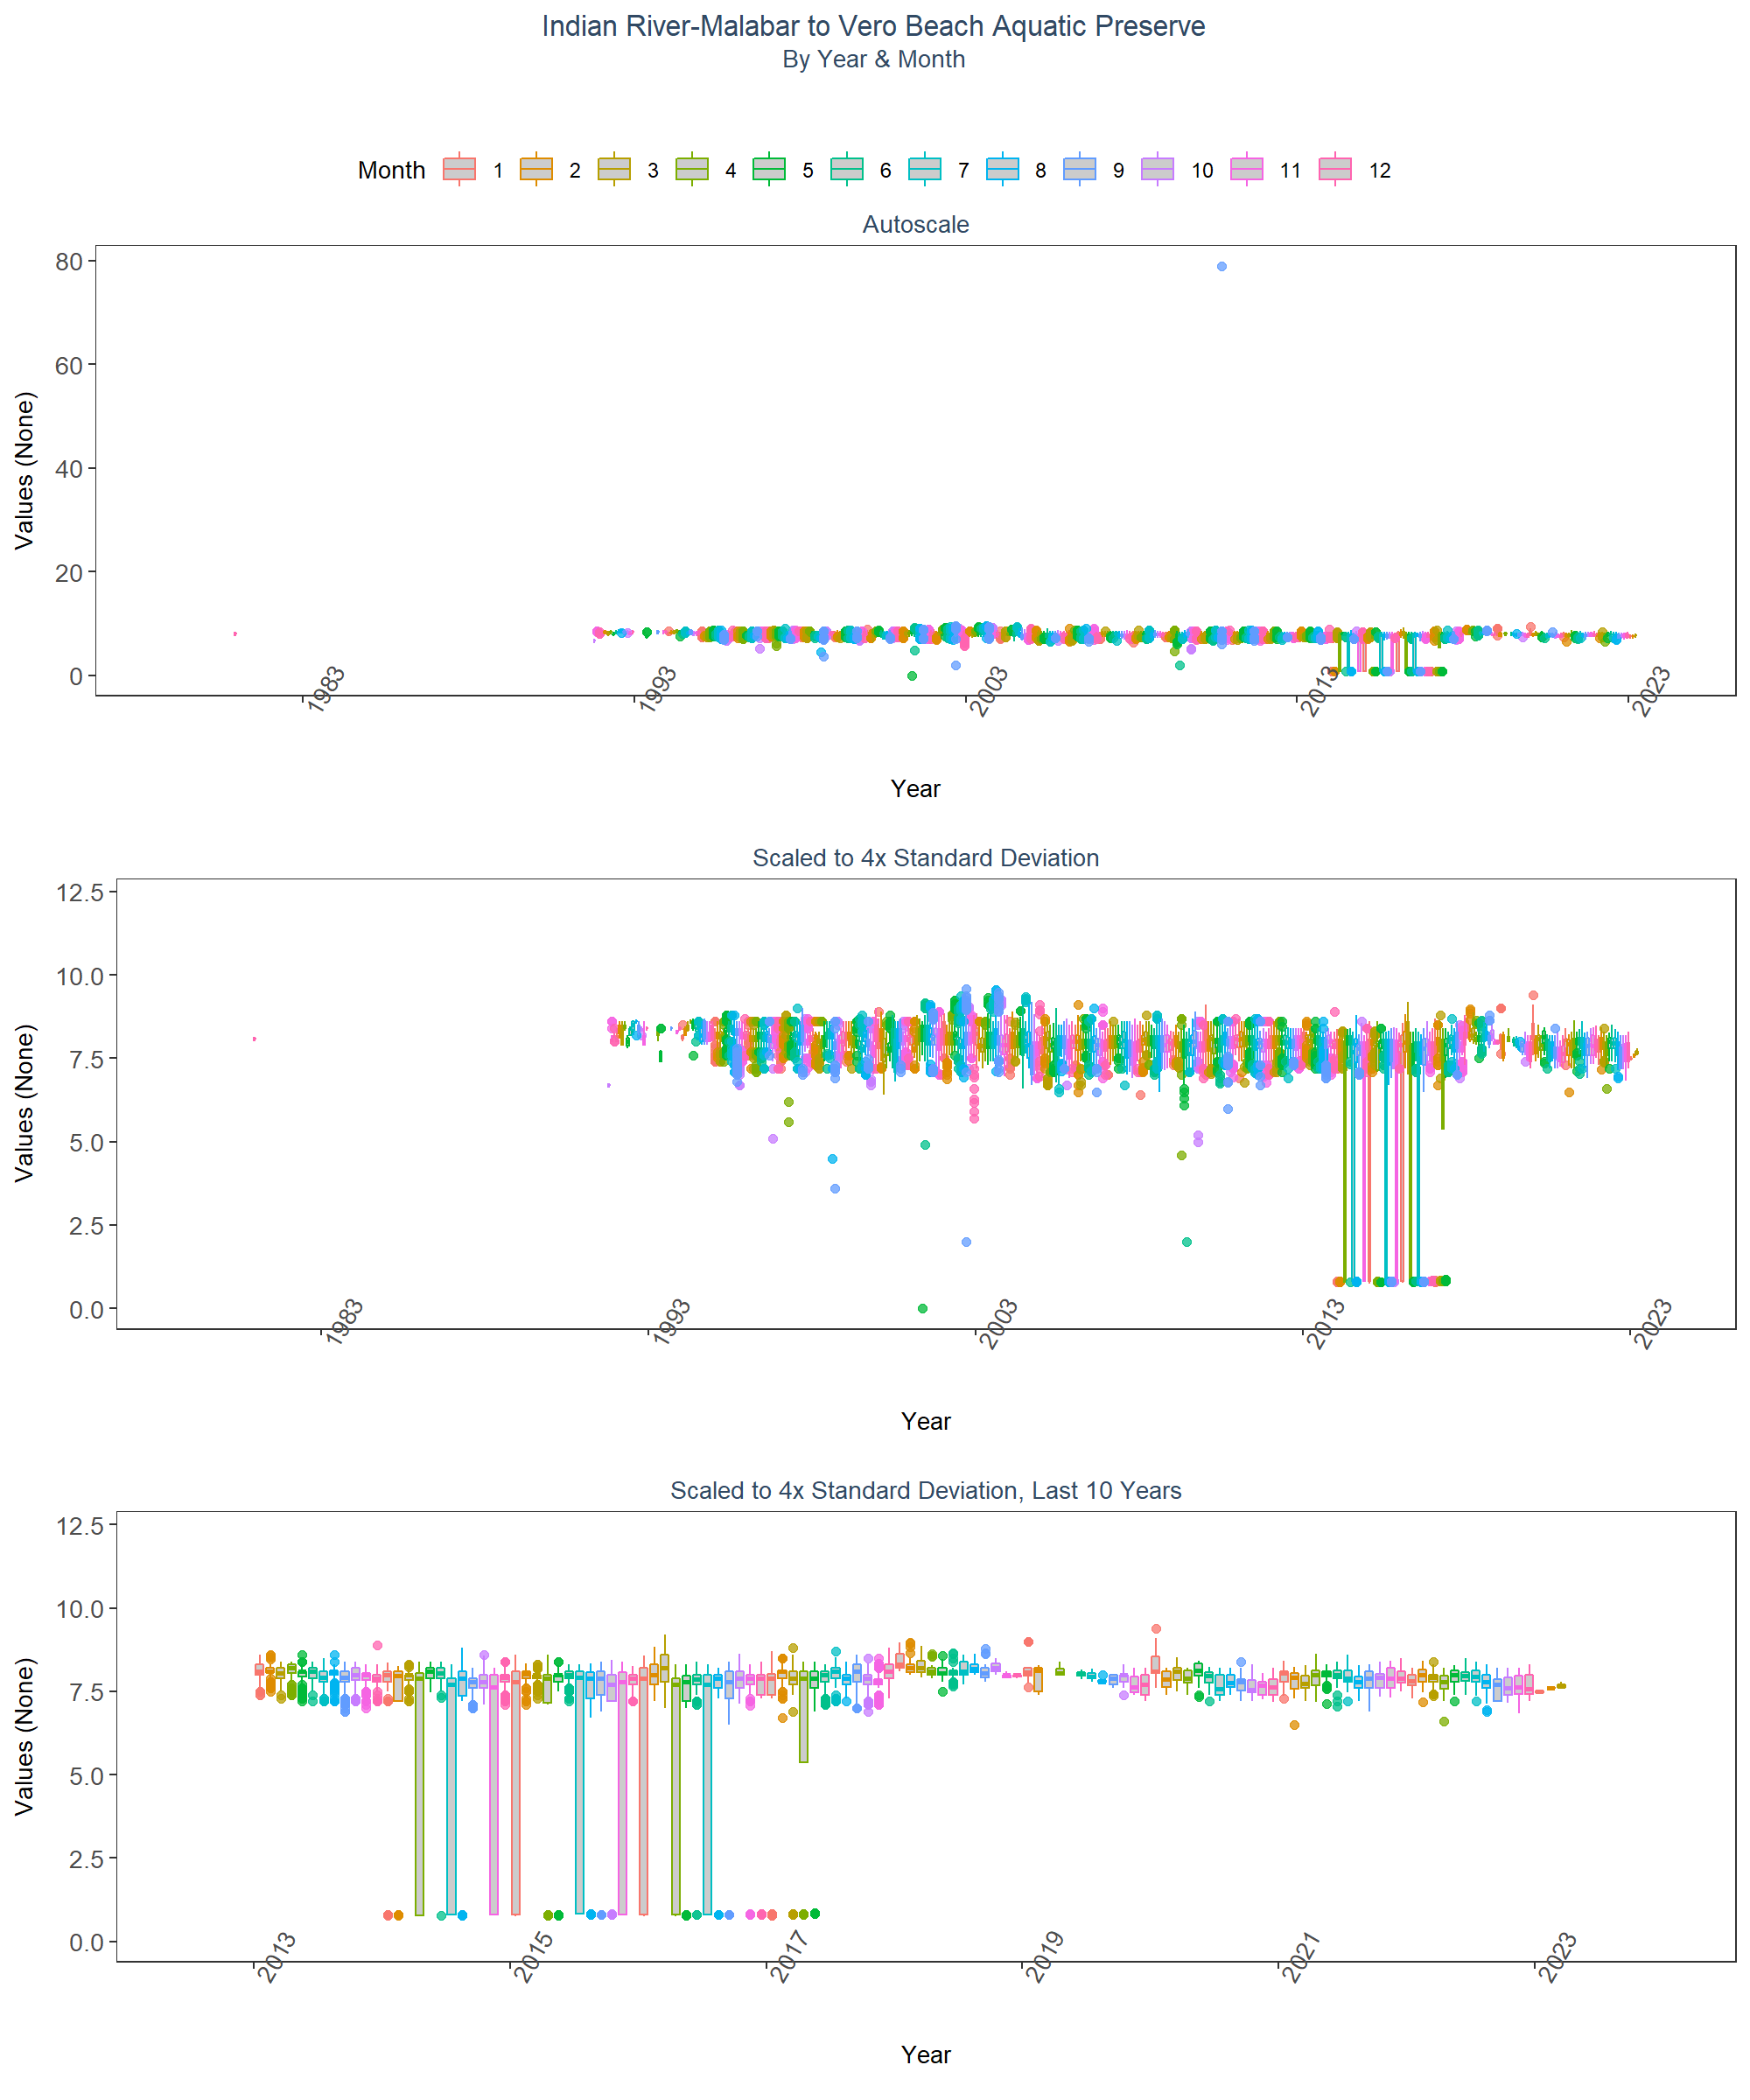 Indian River-Malabar to Vero Beach Aquatic Preserve
By Year & Month
Month 1 2 3 4 5 6 7 8 9 10 11 12
Autoscale
80
60
40
20
0
Values (None)
1983 1993 2003 2013 2023
Year
Scaled to 4x Standard Deviation
12.5
10.0
7.5
5.0
2.5
0.0
Values (None)
1983 1993 2003 2013 2023
Year
Scaled to 4x Standard Deviation, Last 10 Years
12.5
10.0
7.5
5.0
2.5
0.0
Values (None)
2013 2015 2017 2019 2021 2023
Year